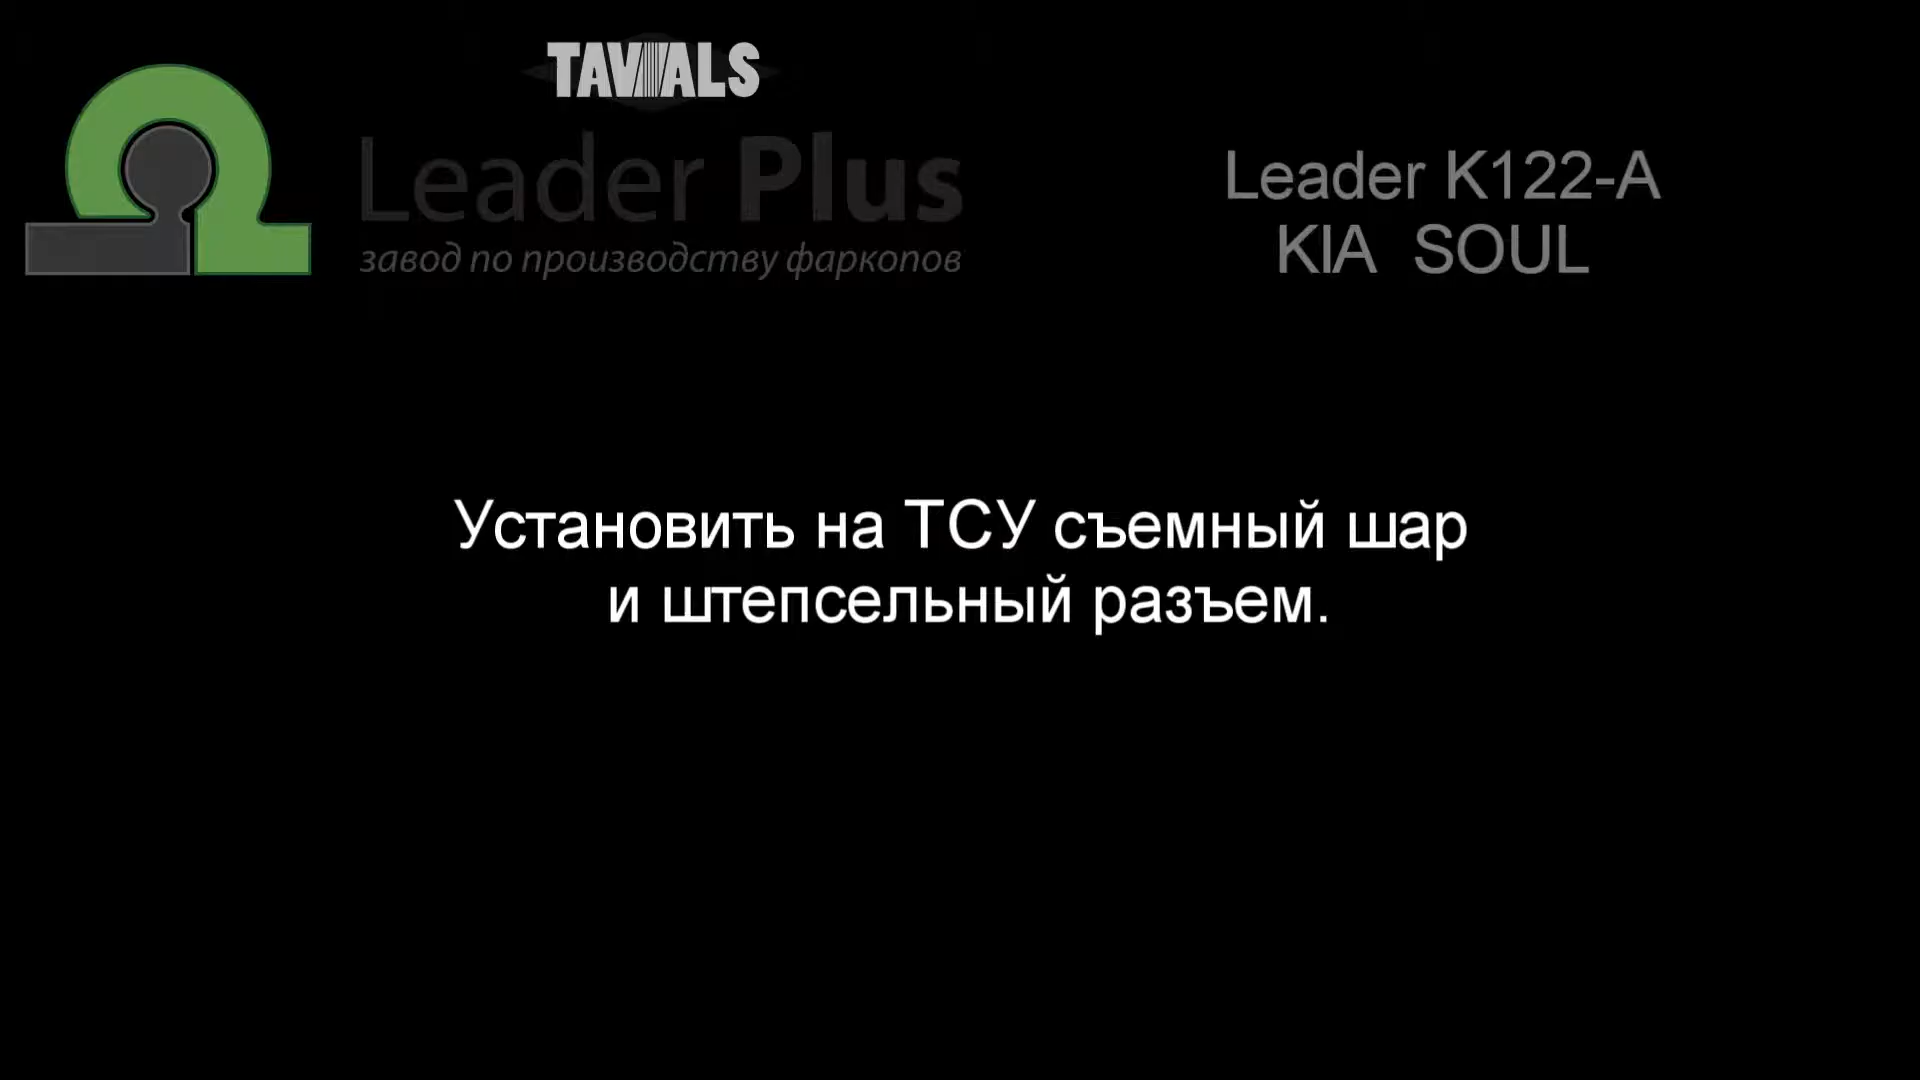 TAVIALS
Leader Plus
завод по производству фаркопов
Leader K122-A
KIA SOUL
Установить на ТСУ съемный шар
и штепсельный разъем.